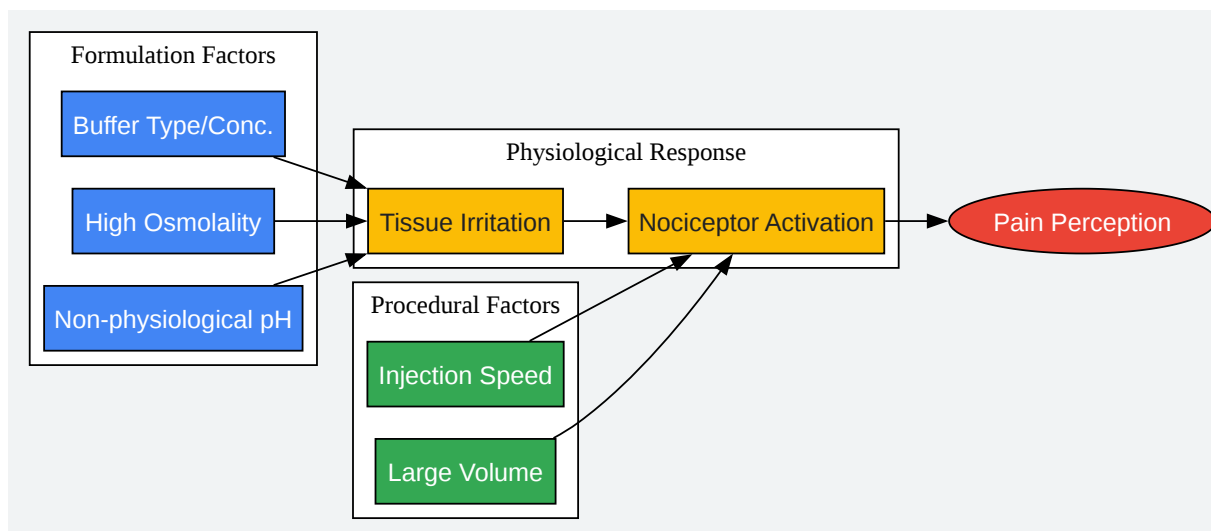 Formulation Factors
Buffer Type/Conc.
High Osmolality
Non-physiological pH
Physiological Response
Tissue Irritation
Nociceptor Activation
Pain Perception
Procedural Factors
Injection Speed
Large Volume